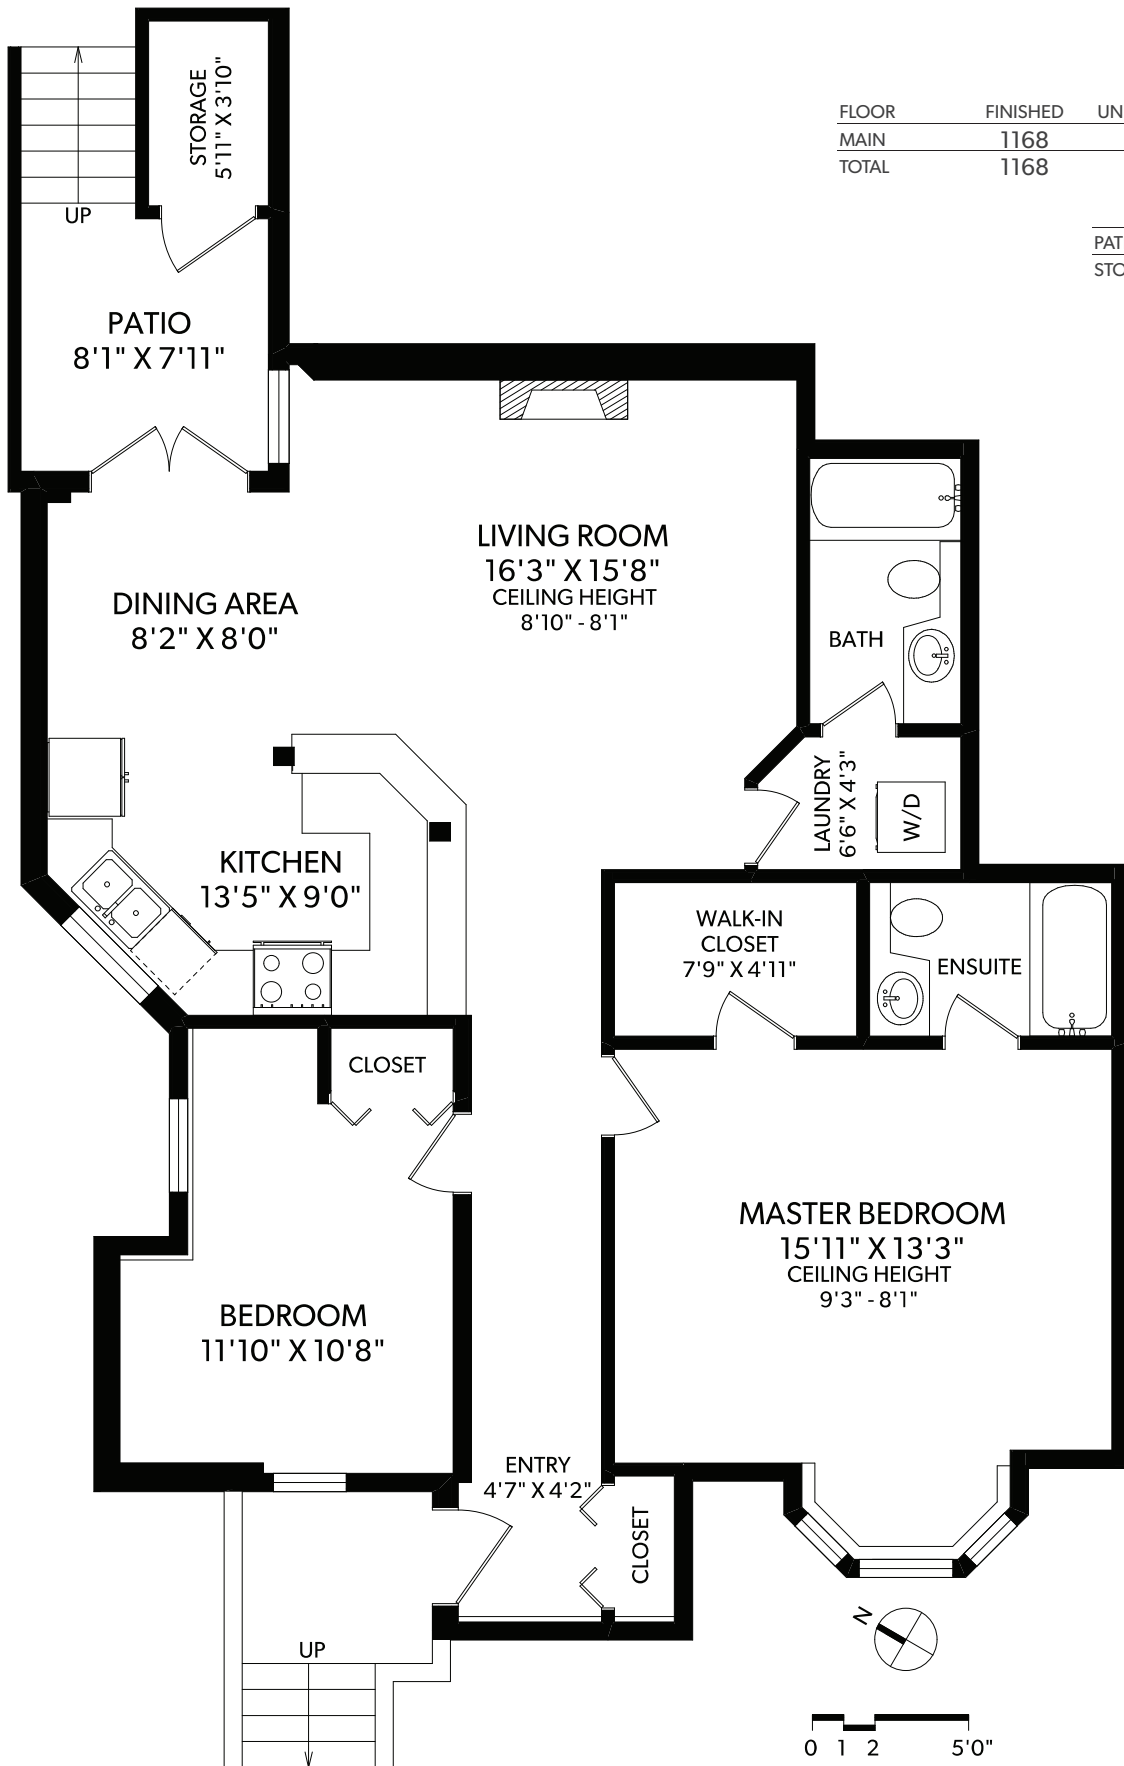 STORAGE
5'11" X 3'10"
FLOOR FINISHED UN
MAIN 1168
TOTAL 1168
UP
PAT
STO
PATIO
8'1" X 7'11"
LIVING ROOM
16'3" X 15'8"
CEILING HEIGHT
8'10" - 8'1"
DINING AREA
8'2" X 8'0"
BATH
LAUNDRY
6'6" X 4'3"
W/D
KITCHEN
13'5" X 9'0"
WALK-IN
CLOSET
7'9" X 4'11"
ENSUITE
CLOSET
MASTER BEDROOM
15'11" X 13'3"
CEILING HEIGHT
9'3" - 8'1"
BEDROOM
11'10" X 10'8"
ENTRY
4'7" X 4'2"
CLOSET
N
UP
0 1 2 5'0"